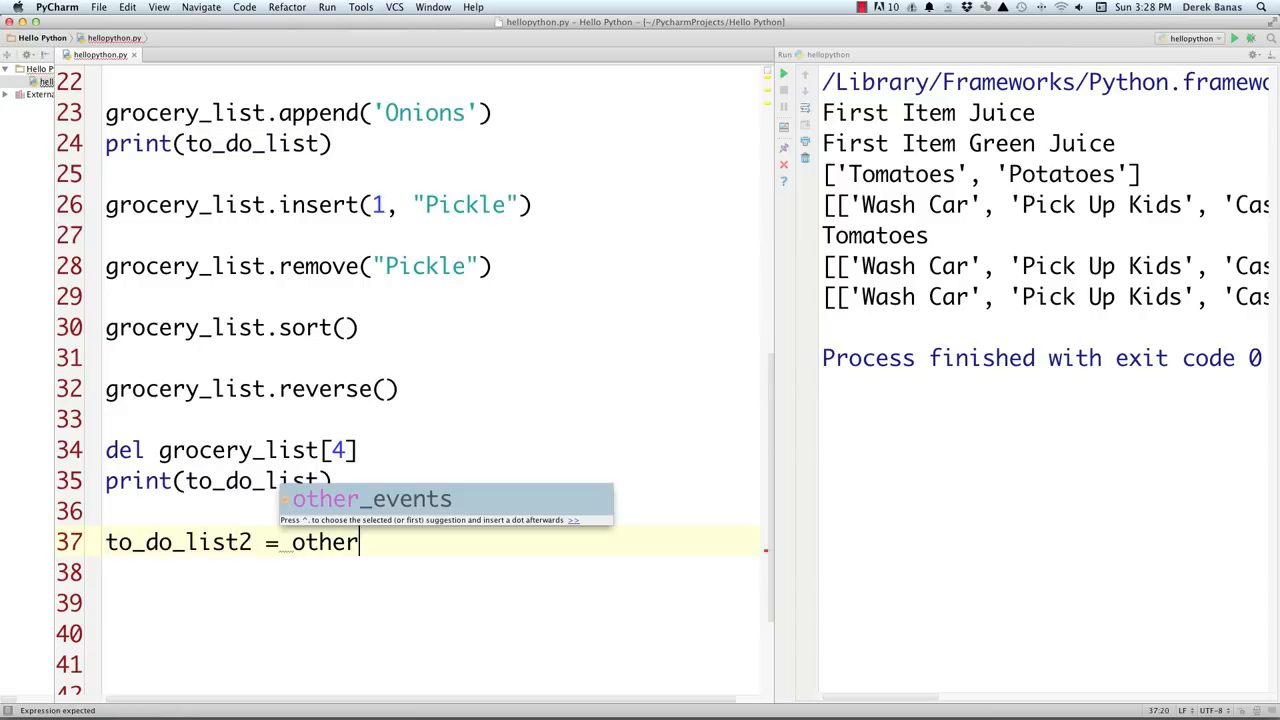 PyCharm File Edit View Navigate Code Refactor Run Tools VCS Window Help 10 Sun 3:28 PM Derek Banas
hellopython.py - Hello Python - [~/PycharmProjects/Hello Python]
Hello Python hellopython.py hellopython
hellopython.py × Run hellopython
Hello P
hell
Externa
22
23 grocery_list.append('Onions')
24 print(to_do_list)
25
26 grocery_list.insert(1, "Pickle")
27
28 grocery_list.remove("Pickle")
29
30 grocery_list.sort()
31
32 grocery_list.reverse()
33
34 del grocery_list[4]
35 print(to_do_list)
36
other_events
Press ^. to choose the selected (or first) suggestion and insert a dot afterwards >>
37 to_do_list2 = other
38
39
40
41
42
/Library/Frameworks/Python.framewo
First Item Juice
First Item Green Juice
['Tomatoes', 'Potatoes']
[['Wash Car', 'Pick Up Kids', 'Cas
Tomatoes
[['Wash Car', 'Pick Up Kids', 'Cas
[['Wash Car', 'Pick Up Kids', 'Cas
Process finished with exit code 0
Expression expected 37:20 LF UTF-8